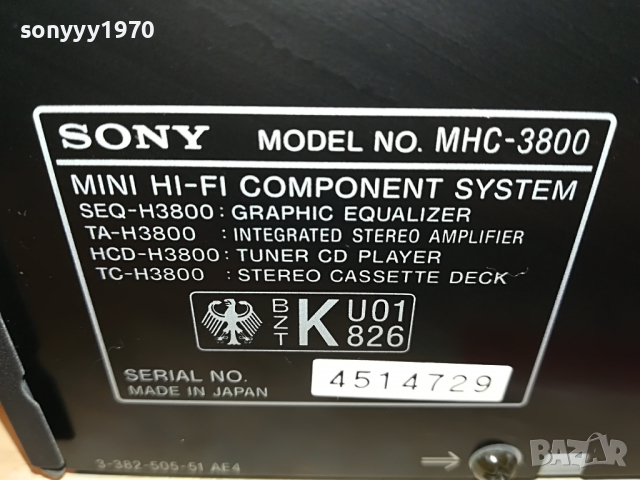 sonyyy1970
SONY MODEL NO. MHC-3800
MINI HI-FI COMPONENT SYSTEM
SEQ-H3800 : GRAPHIC EQUALIZER
TA-H3800 : INTEGRATED STEREO AMPLIFIER
HCD-H3800 : TUNER CD PLAYER
TC-H3800 : STEREO CASSETTE DECK
BZT K U01
826
SERIAL NO. 4514729
MADE IN JAPAN
3-382-505-51 AE4
BAZAR